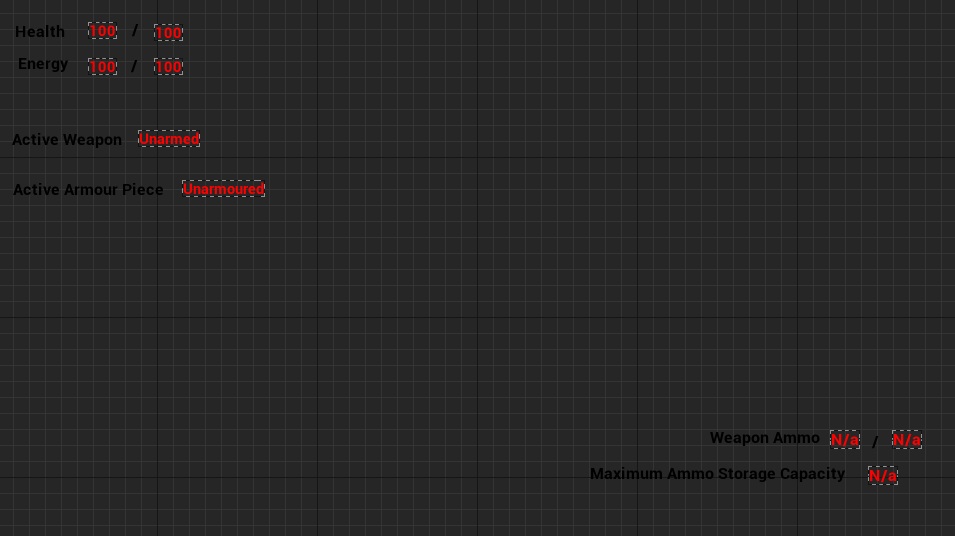 Health 100 / 100
Energy 100 / 100
Active Weapon Unarmed
Active Armour Piece Unarmoured
Weapon Ammo N/a / N/a
Maximum Ammo Storage Capacity N/a